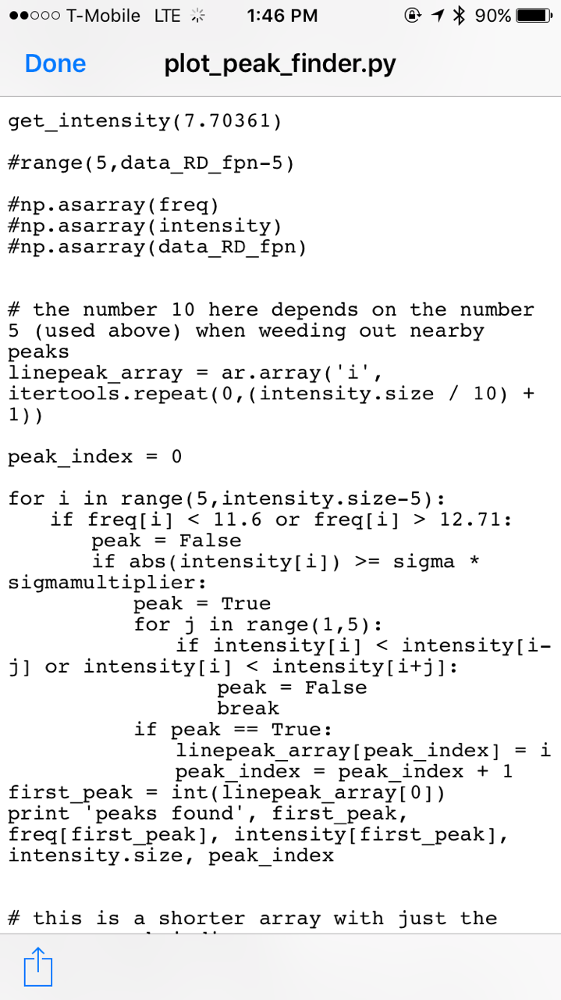 T-Mobile LTE 1:46 PM 90%
Done plot_peak_finder.py
get_intensity(7.70361)
#range(5,data_RD_fpn-5)
#np.asarray(freq)
#np.asarray(intensity)
#np.asarray(data_RD_fpn)
# the number 10 here depends on the number
5 (used above) when weeding out nearby
peaks
linepeak_array = ar.array('i',
itertools.repeat(0,(intensity.size / 10) +
1))
peak_index = 0
for i in range(5,intensity.size-5):
if freq[i] < 11.6 or freq[i] > 12.71:
peak = False
if abs(intensity[i]) >= sigma *
sigmamultiplier:
peak = True
for j in range(1,5):
if intensity[i] < intensity[i-
j] or intensity[i] < intensity[i+j]:
peak = False
break
if peak == True:
linepeak_array[peak_index] = i
peak_index = peak_index + 1
first_peak = int(linepeak_array[0])
print 'peaks found', first_peak,
freq[first_peak], intensity[first_peak],
intensity.size, peak_index
# this is a shorter array with just the